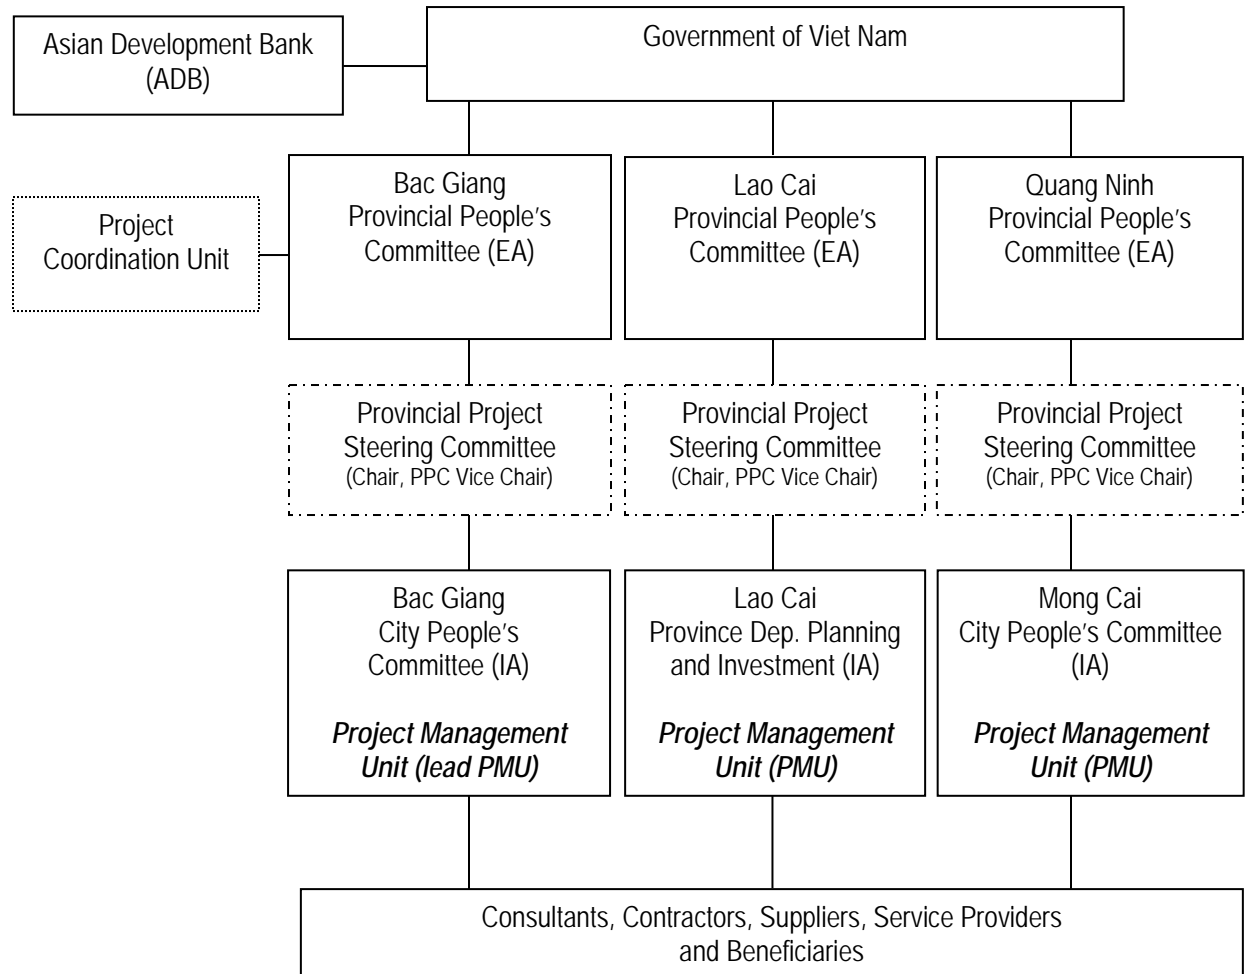 Asian Development Bank
(ADB)
Government of Viet Nam
Project
Coordination Unit
Bac Giang
Provincial People's
Committee (EA)
Lao Cai
Provincial People's
Committee (EA)
Quang Ninh
Provincial People's
Committee (EA)
Provincial Project
Steering Committee
(Chair, PPC Vice Chair)
Provincial Project
Steering Committee
(Chair, PPC Vice Chair)
Provincial Project
Steering Committee
(Chair, PPC Vice Chair)
Bac Giang
City People's
Committee (IA)
Project Management
Unit (lead PMU)
Lao Cai
Province Dep. Planning
and Investment (IA)
Project Management
Unit (PMU)
Mong Cai
City People's Committee
(IA)
Project Management
Unit (PMU)
Consultants, Contractors, Suppliers, Service Providers
and Beneficiaries